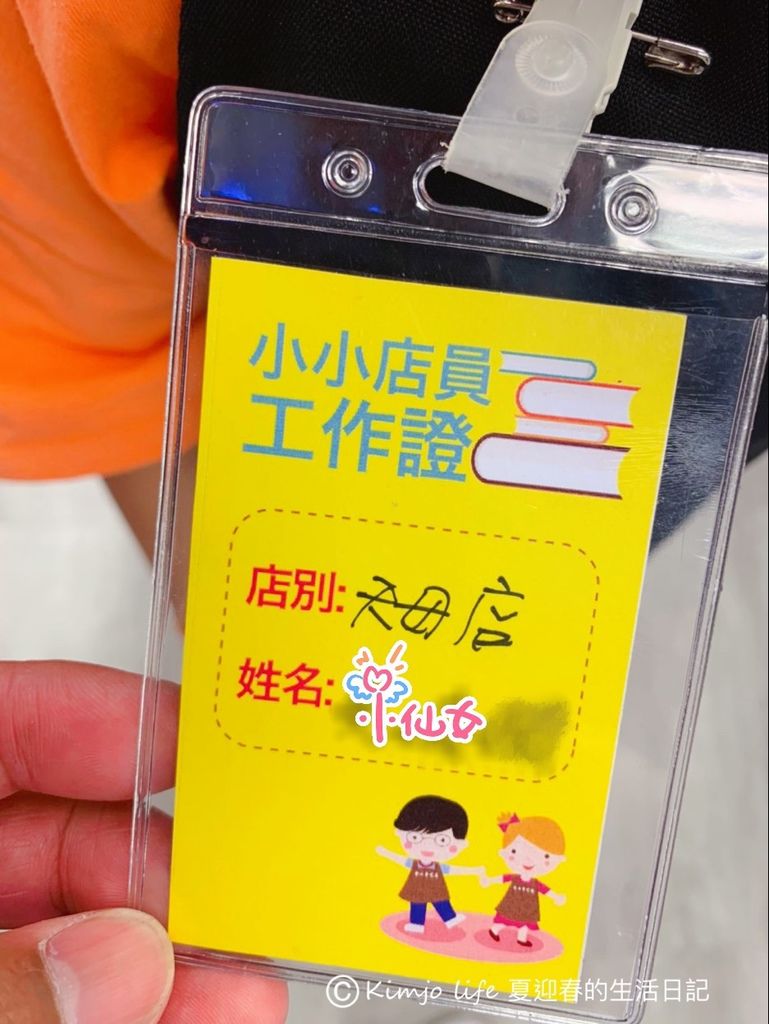 小小店員
工作證
店別: 天母店
姓名: 小仙女
©Kimjo life 夏迎春的生活日記